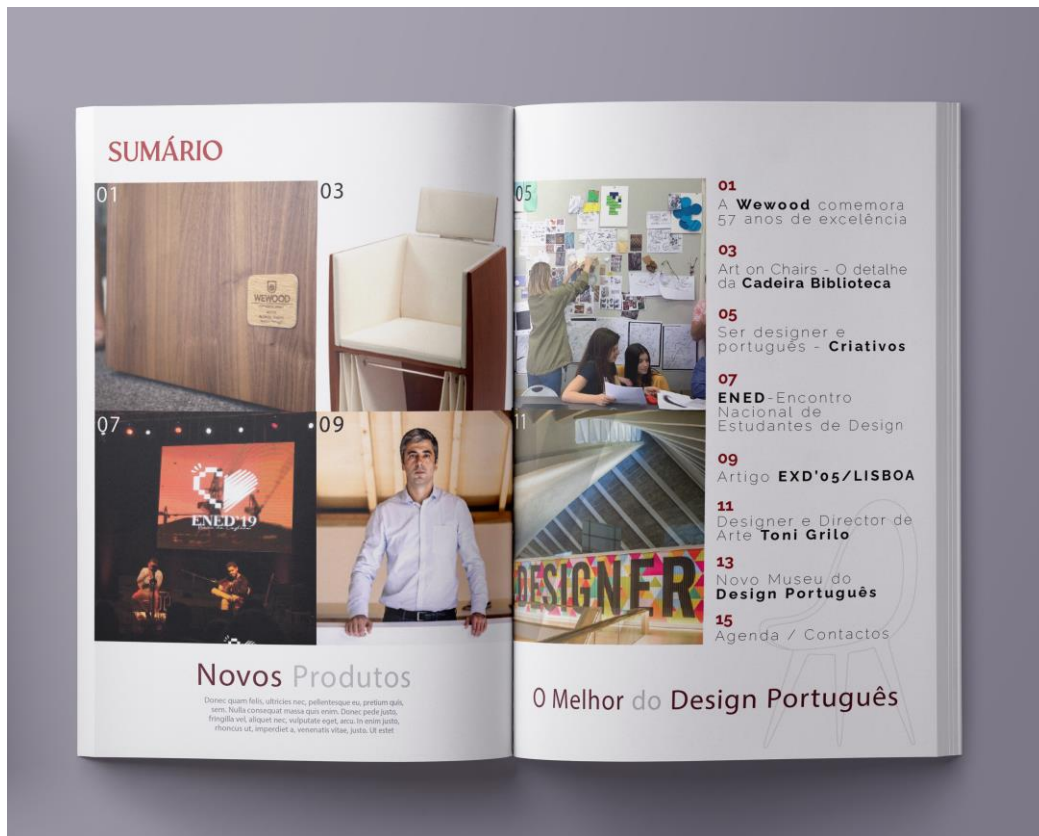 SUMÁRIO
01
03
WEWOOD
07
09
ENED'19
05
11
DESIGNER
01
A Wewood comemora
57 anos de excelência
03
Art on Chairs - O detalhe
da Cadeira Biblioteca
05
Ser designer e
português - Criativos
07
ENED-Encontro
Nacional de
Estudantes de Design
09
Artigo EXD'05/LISBOA
11
Designer e Director de
Arte Toni Grilo
13
Novo Museu do
Design Português
15
Agenda / Contactos
Novos Produtos
Donec quam felis, ultricies nec, pellentesque eu, pretium quis,
sem. Nulla consequat massa quis enim. Donec pede justo,
fringilla vel, aliquet nec, vulputate eget, arcu. In enim justo,
rhoncus ut, imperdiet a, venenatis vitae, justo. Ut estet
O Melhor do Design Português